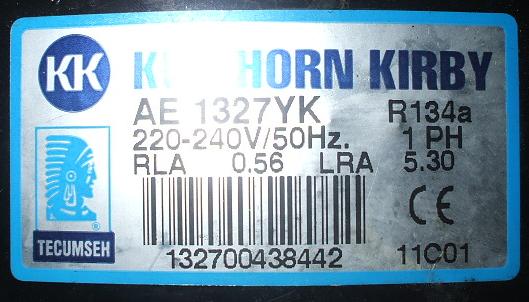 KK
HORN KIRBY
AE 1327YK R134a
220-240V/50Hz. 1 PH
RLA 0.56 LRA 5.30
CE
®
TECUMSEH
132700438442 11C01